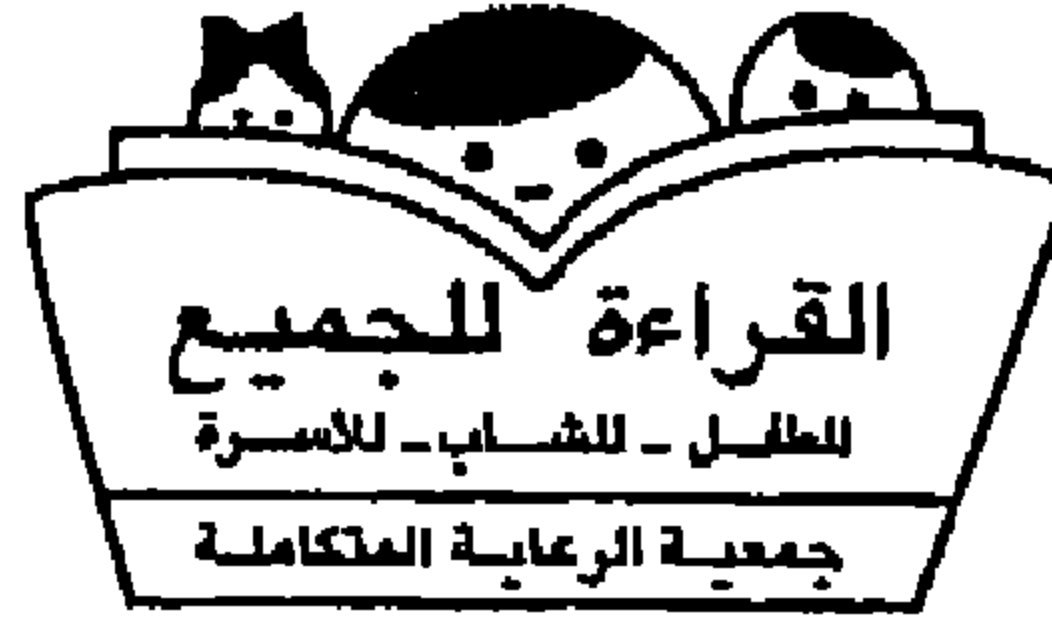 القراءة للجميع
للطفل - للشاب - للأسرة
جمعية الرعاية المتكاملة